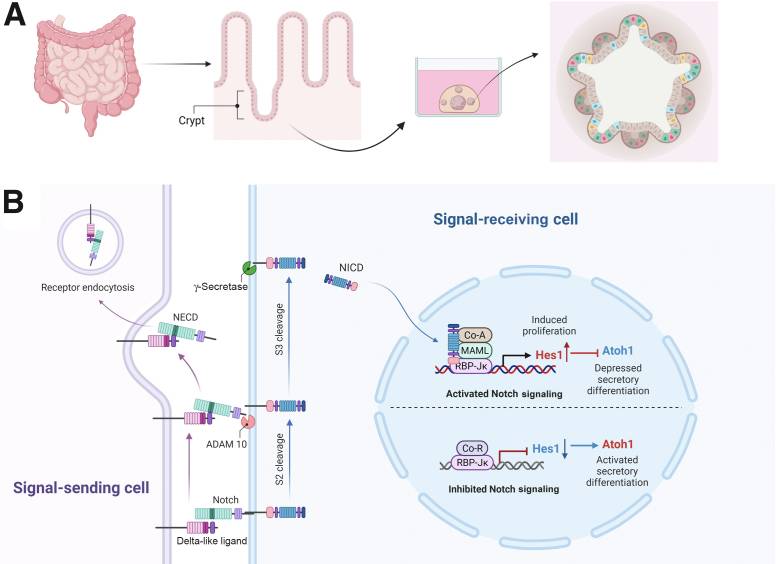 A
Crypt
B
Signal-receiving cell
Receptor endocytosis
γ-Secretase
NICD
NECD
S3 cleavage
Co-A
MAML
RBP-Jκ
Induced
proliferation
Hes1
Atoh1
Depressed
secretory
differentiation
Activated Notch signaling
ADAM 10
S2 cleavage
Co-R
RBP-Jκ
Hes1
Atoh1
Activated
secretory
differentiation
Inhibited Notch signaling
Signal-sending cell
Notch
Delta-like ligand